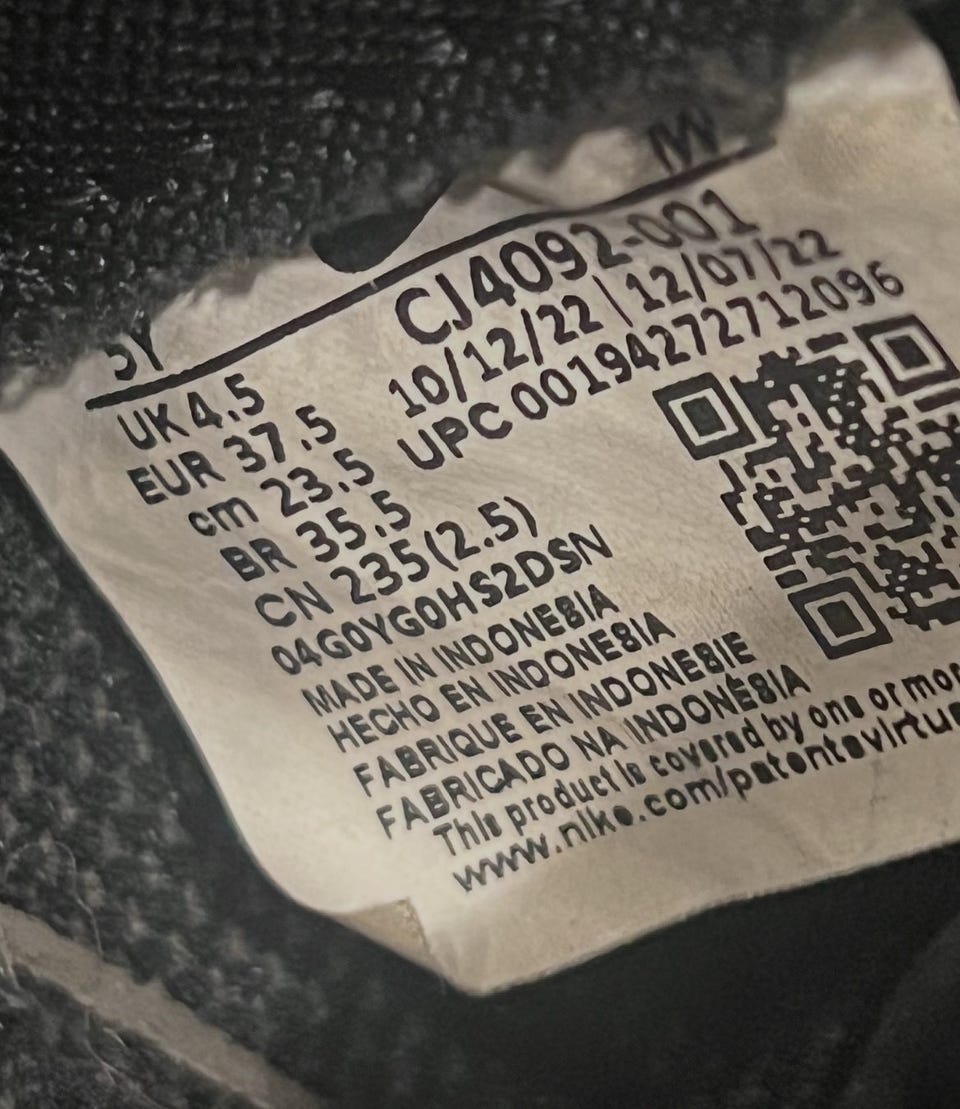 W
5Y
CJ4092-001
UK 4.5
10/12/22 | 12/07/22
EUR 37.5
UPC 00194272712096
cm 23.5
BR 35.5
CN 235(2.5)
04G0YG0HS2DSN
MADE IN INDONESIA
HECHO EN INDONESIA
FABRIQUE EN INDONESIE
FABRICADO NA INDONÉSIA
This product is covered by one or
www.nike.com/patents